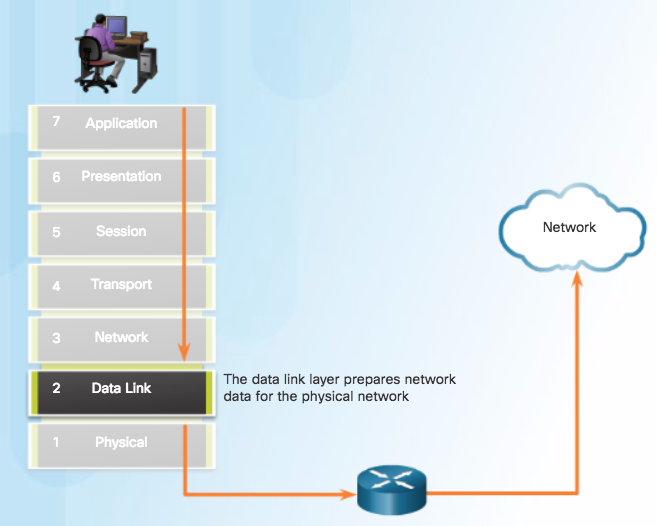 7 Application
6 Presentation
5 Session
4 Transport
3 Network
2 Data Link
1 Physical
The data link layer prepares network
data for the physical network
Network